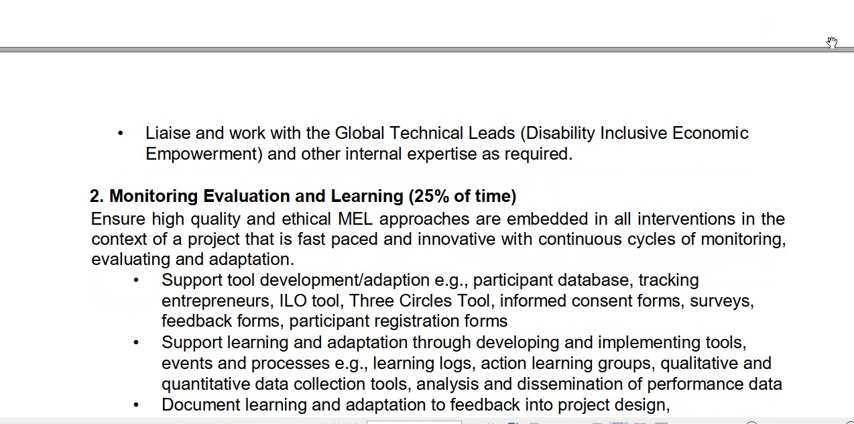 • Liaise and work with the Global Technical Leads (Disability Inclusive Economic
Empowerment) and other internal expertise as required.
2. Monitoring Evaluation and Learning (25% of time)
Ensure high quality and ethical MEL approaches are embedded in all interventions in the
context of a project that is fast paced and innovative with continuous cycles of monitoring,
evaluating and adaptation.
• Support tool development/adaption e.g., participant database, tracking
entrepreneurs, ILO tool, Three Circles Tool, informed consent forms, surveys,
feedback forms, participant registration forms
• Support learning and adaptation through developing and implementing tools,
events and processes e.g., learning logs, action learning groups, qualitative and
quantitative data collection tools, analysis and dissemination of performance data
• Document learning and adaptation to feedback into project design,